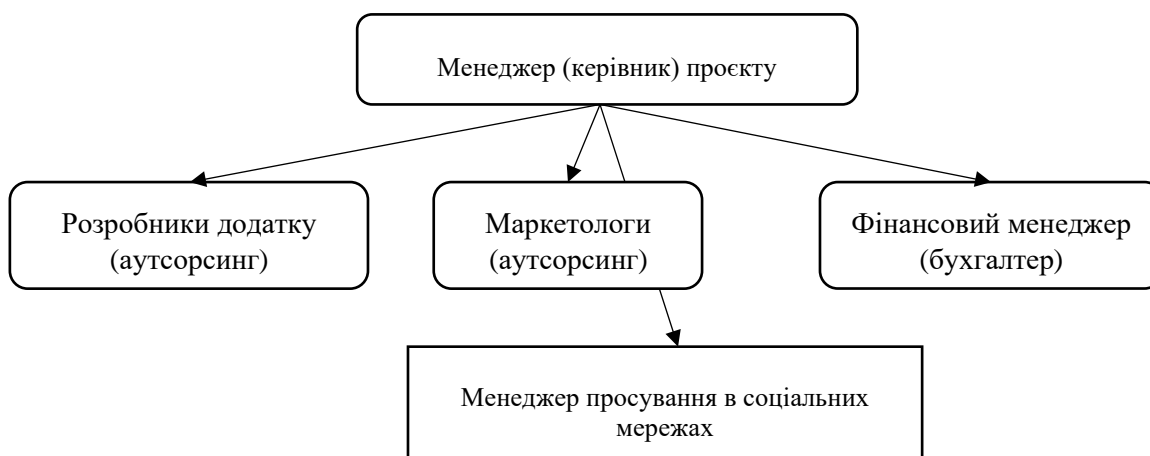 Менеджер (керівник) проєкту
Розробники додатку
(аутсорсинг)
Маркетологи
(аутсорсинг)
Фінансовий менеджер
(бухгалтер)
Менеджер просування в соціальних
мережах